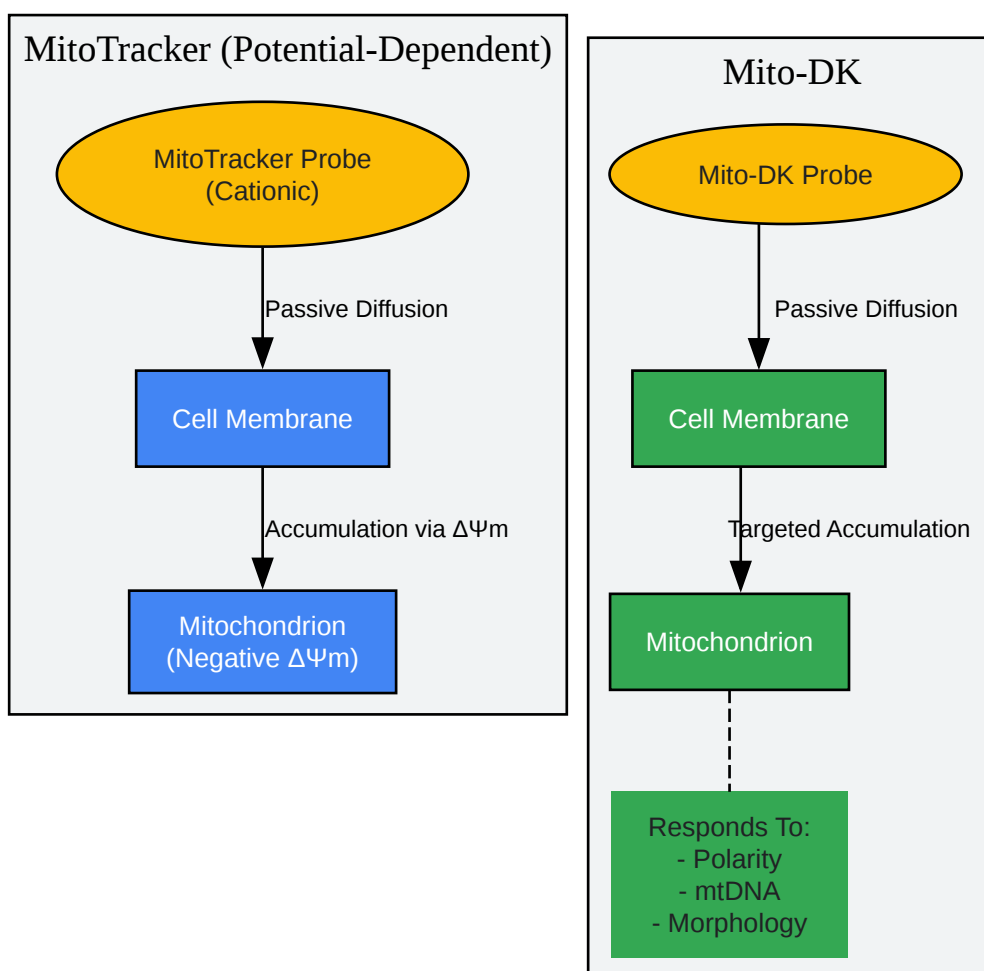 MitoTracker (Potential-Dependent)
MitoTracker Probe
(Cationic)
Passive Diffusion
Cell Membrane
Accumulation via ΔΨm
Mitochondrion
(Negative ΔΨm)
Mito-DK
Mito-DK Probe
Passive Diffusion
Cell Membrane
Targeted Accumulation
Mitochondrion
Responds To:
- Polarity
- mtDNA
- Morphology